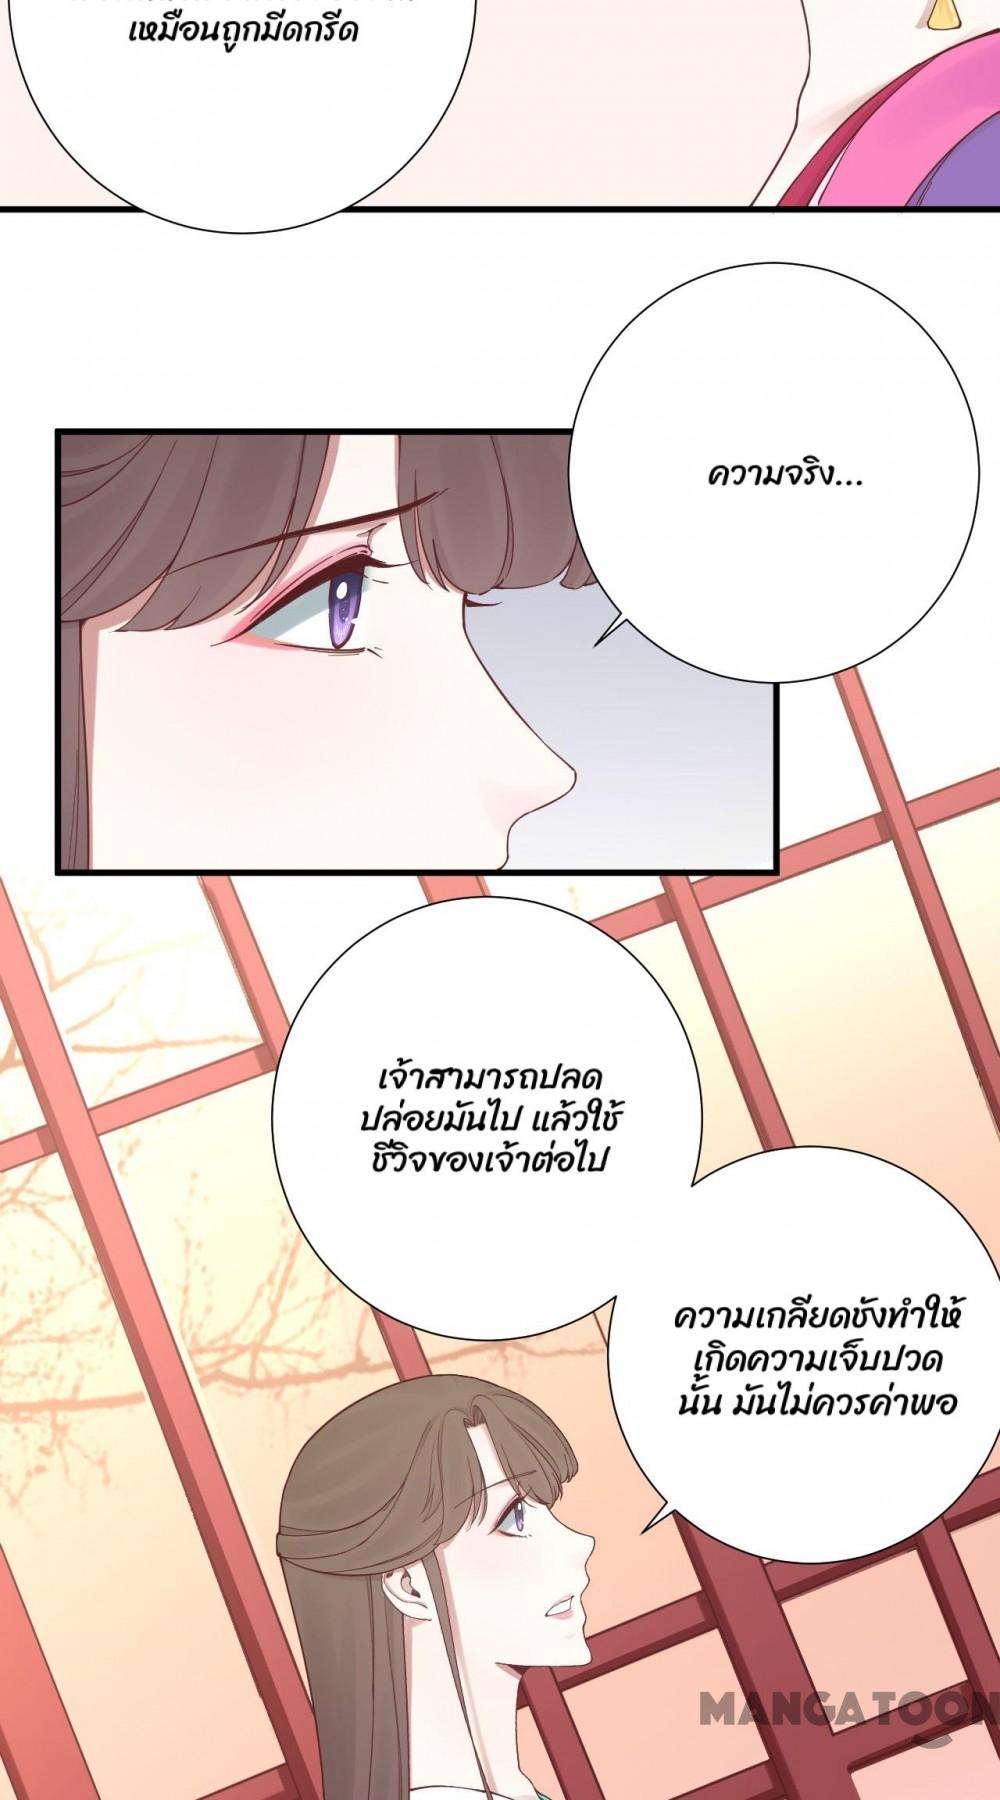 เหมือนถูกมีดกรีด
ความจริง...
เจ้าสามารถปลด
ปล่อยมันไป แล้วใช้
ชีวิจของเจ้าต่อไป
ความเกลียดชังทำให้
เกิดความเจ็บปวด
นั้น มันไม่ควรค่าพอ
MANGATOON